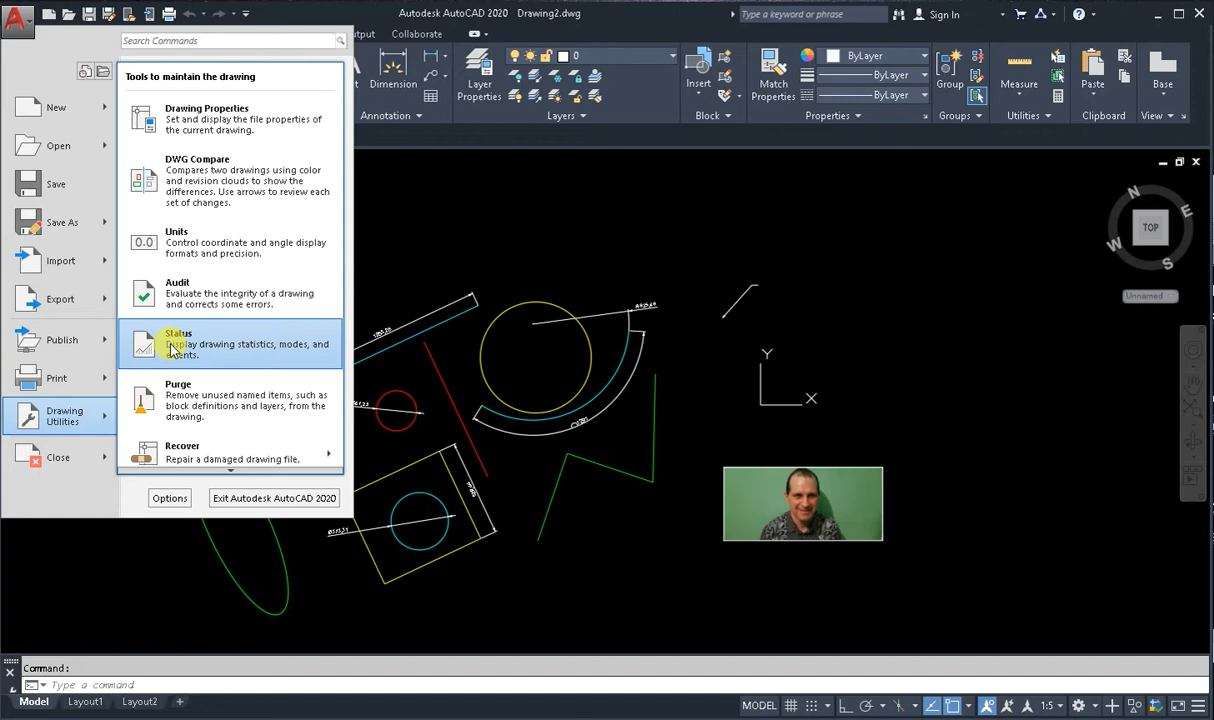 Autodesk AutoCAD 2020 Drawing2.dwg
Type a keyword or phrase
Sign In
Search Commands
Collaborate
Tools to maintain the drawing
Drawing Properties
Set and display the file properties
of the current drawing.
DWG Compare
Compares two drawings using color
and revision clouds to show the
differences. Use arrows to review each
set of changes.
Units
Control coordinate and angle display
formats and precision.
Audit
Evaluate the integrity of a drawing
and corrects some errors.
Status
Display drawing statistics, modes, and
Purge
Remove unused named items, such as
block definitions and layers, from the
drawing.
Recover
Repair a damaged drawing file.
New
Open
Save
Save As
Import
Export
Publish
Print
Drawing
Utilities
Close
Options
Exit Autodesk AutoCAD 2020
0.0
Dimension
Annotation
Layer
Properties
0
Layers
Insert
Block
Match
Properties
ByLayer
ByLayer
ByLayer
Properties
Group
Groups
Measure
Utilities
Paste
Clipboard
Base
View
N
E
TOP
W
S
Unnamed
Y
X
Command:
Type a command
Model
Layout1
Layout2
MODEL
1:5